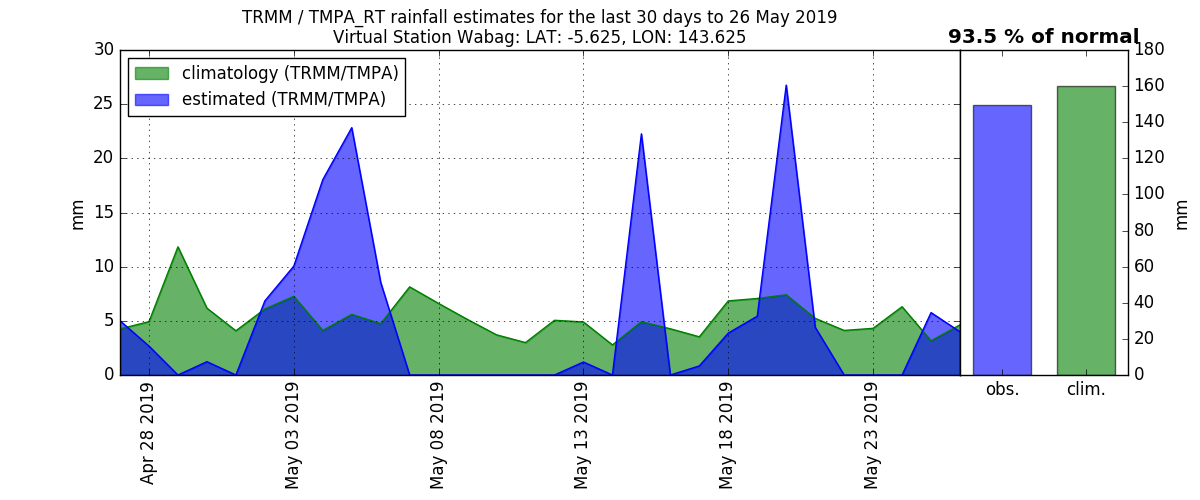 TRMM / TMPA_RT rainfall estimates for the last 30 days to 26 May 2019
Virtual Station Wabag: LAT: -5.625, LON: 143.625
93.5 % of normal
climatology (TRMM/TMPA)
estimated (TRMM/TMPA)
30
25
20
15
10
5
0
mm
Apr 28 2019
May 03 2019
May 08 2019
May 13 2019
May 18 2019
May 23 2019
obs.
clim.
180
160
140
120
100
80
60
40
20
0
mm